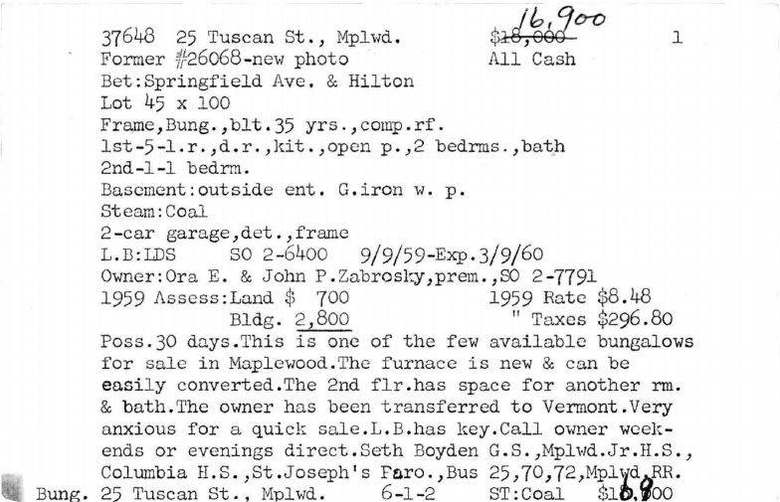 16,900
37648 25 Tuscan St., Mplwd. $18,000 1
Former #26068-new photo All Cash
Bet:Springfield Ave. & Hilton
Lot 45 x 100
Frame,Bung.,blt.35 yrs.,comp.rf.
1st-5-l.r.,d.r.,kit.,open p.,2 bedrms.,bath
2nd-1-1 bedrm.
Basement:outside ent. G.iron w. p.
Steam:Coal
2-car garage,det.,frame
L.B:LDS SO 2-6400 9/9/59-Exp.3/9/60
Owner:Ora E. & John P.Zabrosky,prem.,SO 2-7791
1959 Assess:Land $ 700 1959 Rate $8.48
Bldg. 2,800 " Taxes $296.80
Poss.30 days.This is one of the few available bungalows
for sale in Maplewood.The furnace is new & can be
easily converted.The 2nd flr.has space for another rm.
& bath.The owner has been transferred to Vermont.Very
anxious for a quick sale.L.B.has key.Call owner week-
ends or evenings direct.Seth Boyden G.S.,Mplwd.Jr.H.S.,
Columbia H.S.,St.Joseph's Paro.,Bus 25,70,72,Mplwd.RR.
Bung. 25 Tuscan St., Mplwd. 6-1-2 ST:Coal